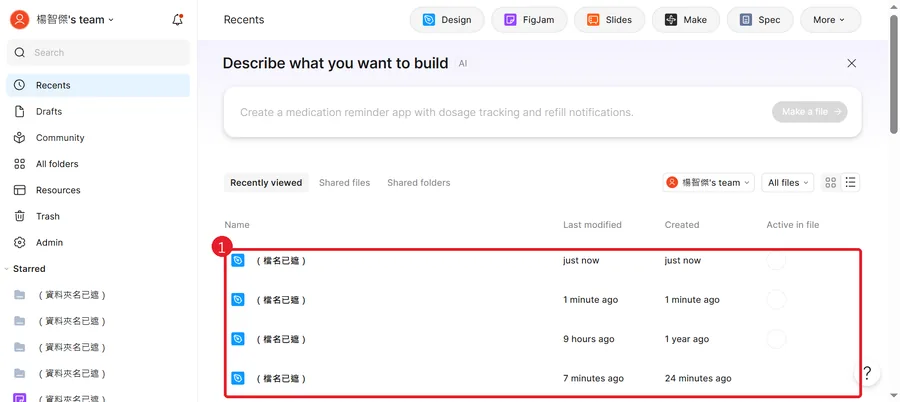 楊智傑's team
Search
Recents
Drafts
Community
All folders
Resources
Trash
Admin
Starred
（資料夾名已遮）
（資料夾名已遮）
（資料夾名已遮）
（資料夾名已遮）
（資料夾名已遮）
Recents
Design
FigJam
Slides
Make
Spec
More
Describe what you want to build AI
Create a medication reminder app with dosage tracking and refill notifications.
Make a file →
Recently viewed Shared files Shared folders
楊智傑's team All files
Name Last modified Created Active in file
1
（檔名已遮） just now just now
（檔名已遮） 1 minute ago 1 minute ago
（檔名已遮） 9 hours ago 1 year ago
（檔名已遮） 7 minutes ago 24 minutes ago
?